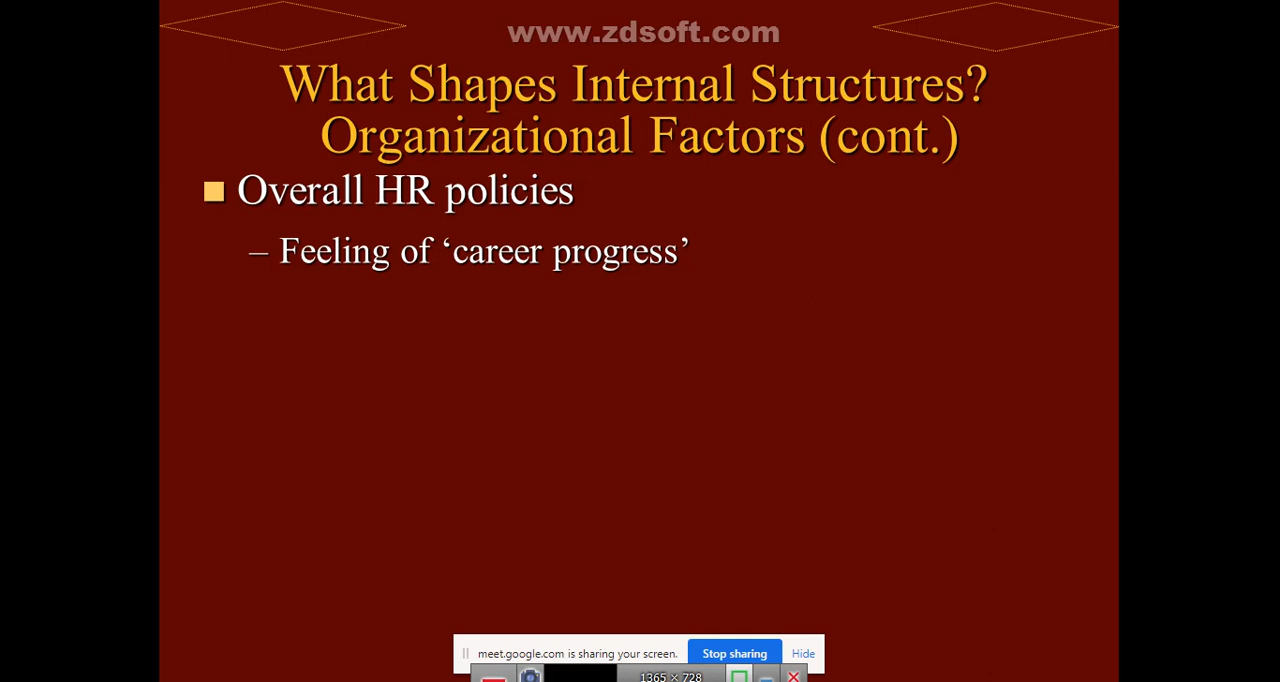 www.zdsoft.com
What Shapes Internal Structures?
Organizational Factors (cont.)
Overall HR policies
– Feeling of ‘career progress’
meet.google.com is sharing your screen. Stop sharing Hide
1365 × 728